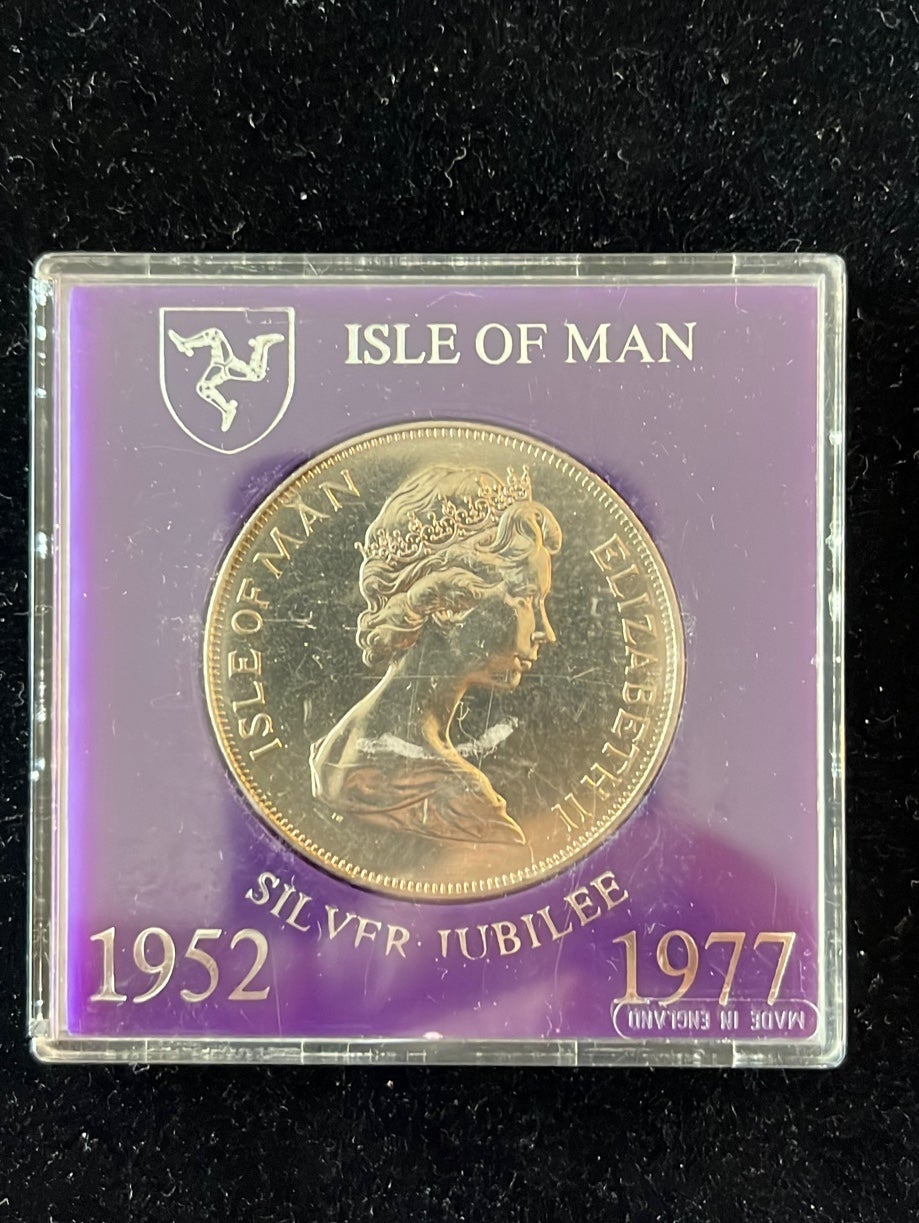 ISLE OF MAN
ISLE OF MAN
ELIZABETH II
SILVER JUBILEE
1952
1977
MADE IN ENGLAND